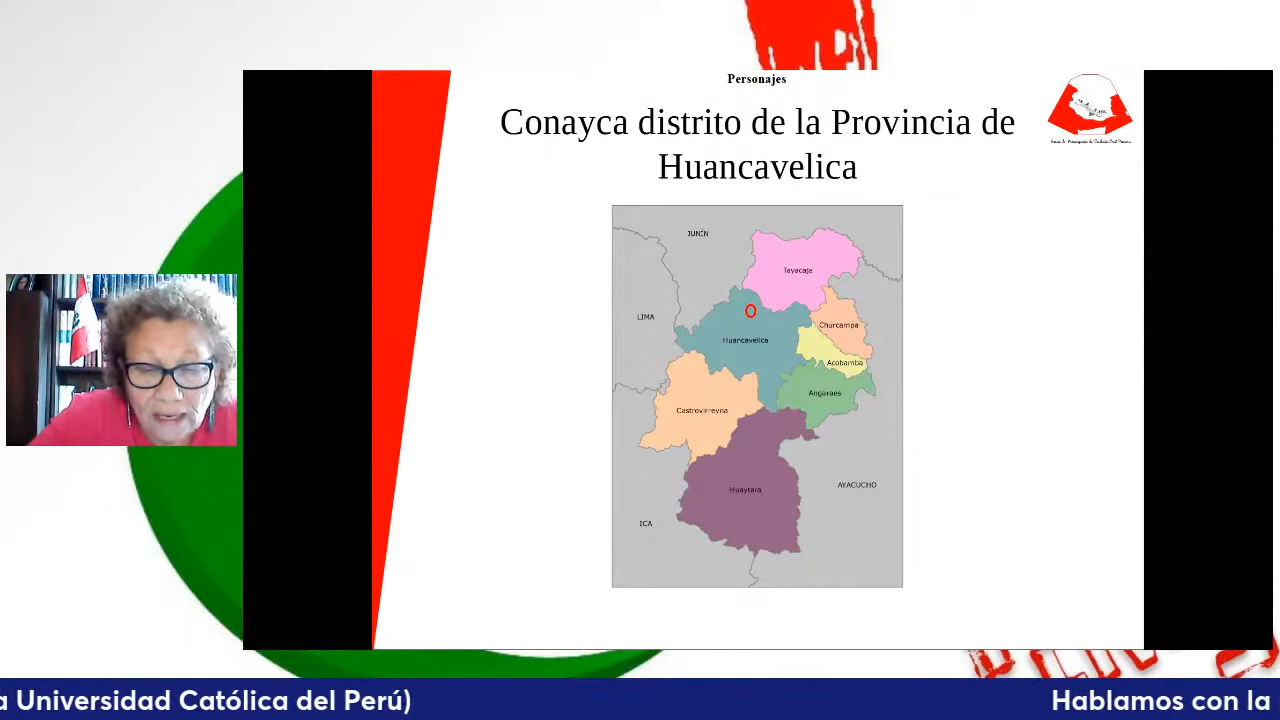 Personajes
Conayca distrito de la Provincia de
Huancavelica
JUNÍN
Tayacaja
LIMA
Churcampa
Huancavelica
Acobamba
Angaraes
Castrovirreyna
AYACUCHO
Huaytara
ICA
a Universidad Católica del Perú)
Hablamos con la